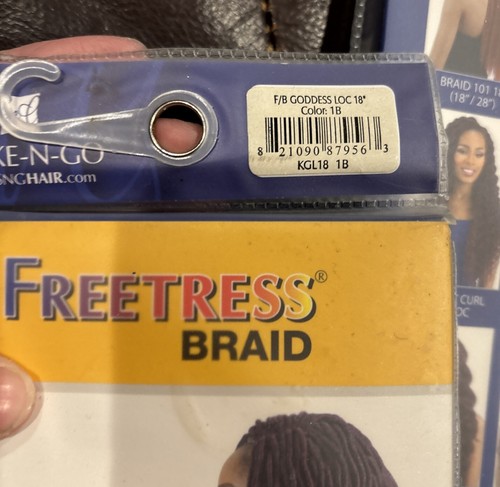 F/B GODDESS LOC 18"
Color: 1B
8 21090 87956 3
KGL18 1B
KE-N-GO
SNGHAIR.com
FREETRESS®
BRAID
BRAID 101 1
(18"/28")
CURL
OC